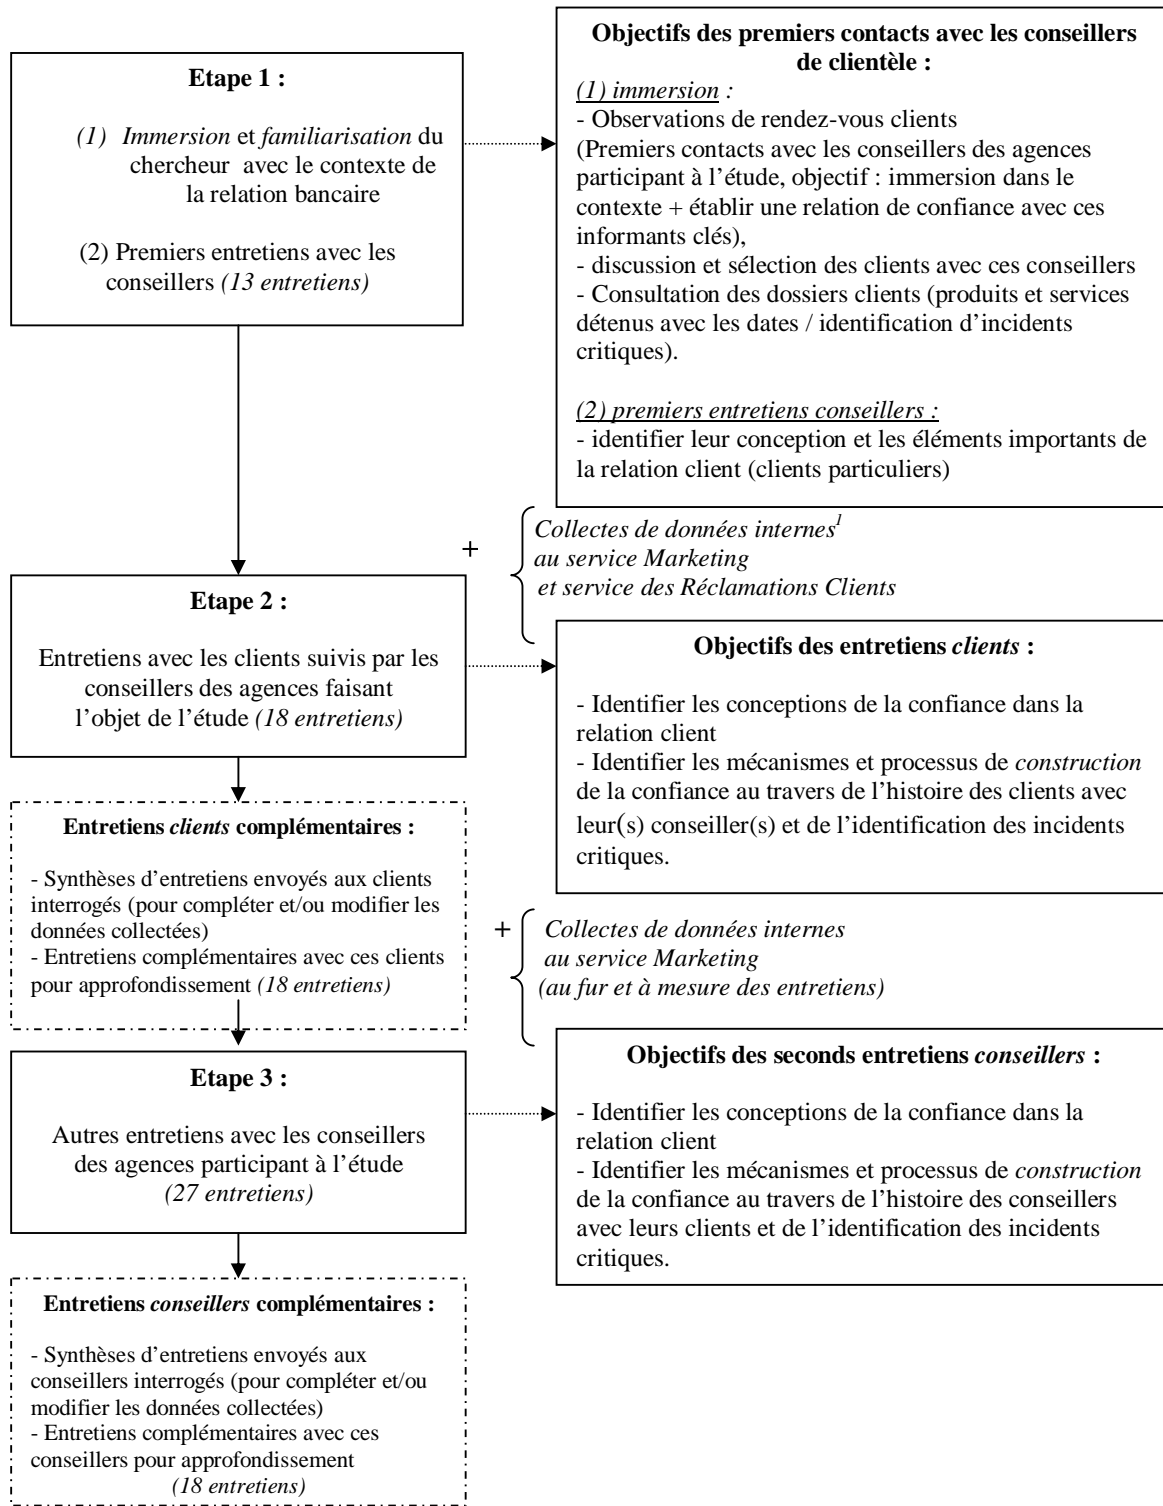 Etape 1 :
(1) Immersion et familiarisation du
chercheur avec le contexte de
la relation bancaire
(2) Premiers entretiens avec les
conseillers (13 entretiens)
Objectifs des premiers contacts avec les conseillers
de clientèle :
(1) immersion :
- Observations de rendez-vous clients
(Premiers contacts avec les conseillers des agences
participant à l’étude, objectif : immersion dans le
contexte + établir une relation de confiance avec ces
informants clés),
- discussion et sélection des clients avec ces conseillers
- Consultation des dossiers clients (produits et services
détenus avec les dates / identification d’incidents
critiques).
(2) premiers entretiens conseillers :
- identifier leur conception et les éléments importants de
la relation client (clients particuliers)
+
Collectes de données internes1
au service Marketing
et service des Réclamations Clients
Etape 2 :
Entretiens avec les clients suivis par les
conseillers des agences faisant
l’objet de l’étude (18 entretiens)
Objectifs des entretiens clients :
- Identifier les conceptions de la confiance dans la
relation client
- Identifier les mécanismes et processus de construction
de la confiance au travers de l’histoire des clients avec
leur(s) conseiller(s) et de l’identification des incidents
critiques.
Entretiens clients complémentaires :
- Synthèses d’entretiens envoyés aux clients
interrogés (pour compléter et/ou modifier les
données collectées)
- Entretiens complémentaires avec ces clients
pour approfondissement (18 entretiens)
+
Collectes de données internes
au service Marketing
(au fur et à mesure des entretiens)
Etape 3 :
Autres entretiens avec les conseillers
des agences participant à l’étude
(27 entretiens)
Objectifs des seconds entretiens conseillers :
- Identifier les conceptions de la confiance dans la
relation client
- Identifier les mécanismes et processus de construction
de la confiance au travers de l’histoire des conseillers
avec leurs clients et de l’identification des incidents
critiques.
Entretiens conseillers complémentaires :
- Synthèses d’entretiens envoyés aux
conseillers interrogés (pour compléter et/ou
modifier les données collectées)
- Entretiens complémentaires avec ces
conseillers pour approfondissement
(18 entretiens)